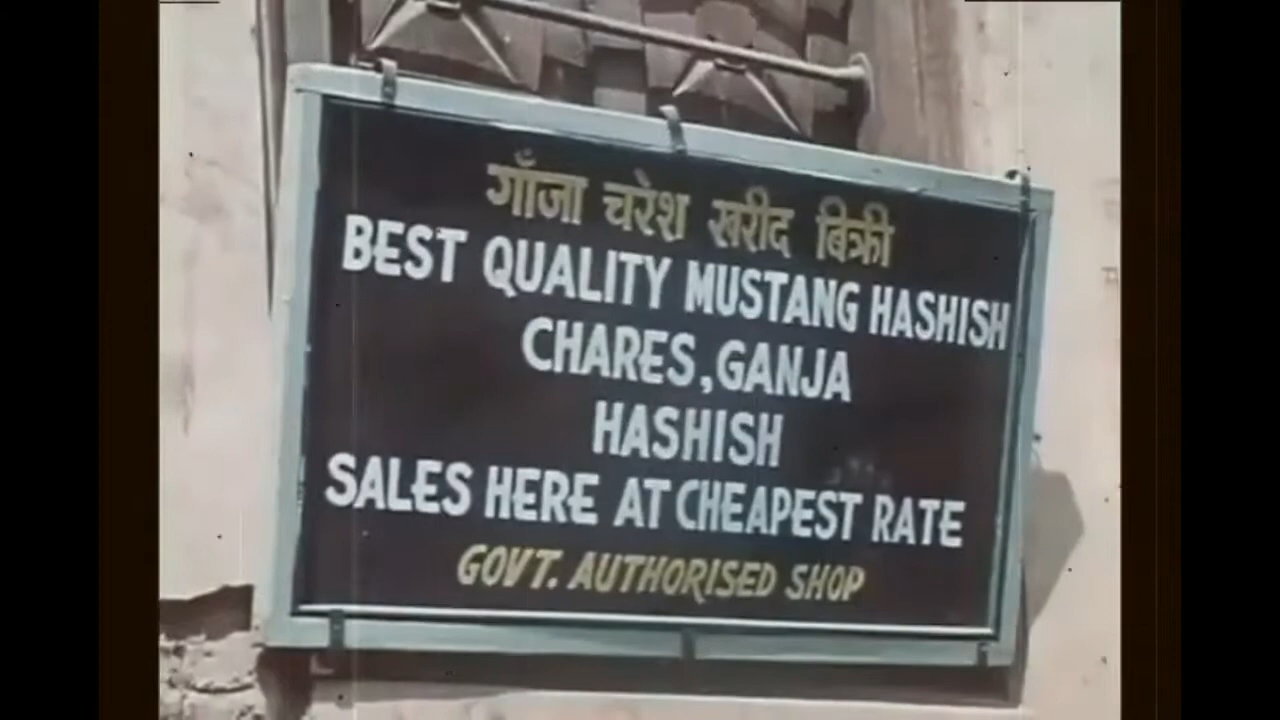 गाँजा चरेश खरीद बिक्री
BEST QUALITY MUSTANG HASHISH
CHARES, GANJA
HASHISH
SALES HERE AT CHEAPEST RATE
GOVT. AUTHORISED SHOP